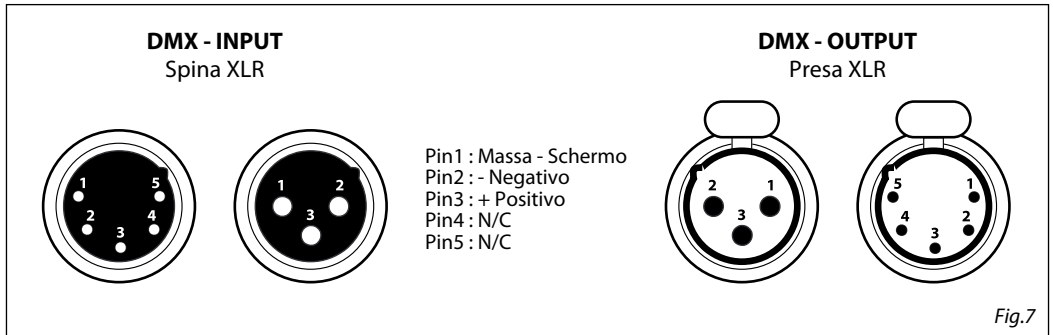 DMX - INPUT
Spina XLR
DMX - OUTPUT
Presa XLR
1 5
2 4
3
1 2
3
Pin1 : Massa - Schermo
Pin2 : - Negativo
Pin3 : + Positivo
Pin4 : N/C
Pin5 : N/C
2 1
3
5 1
4 2
3
Fig.7